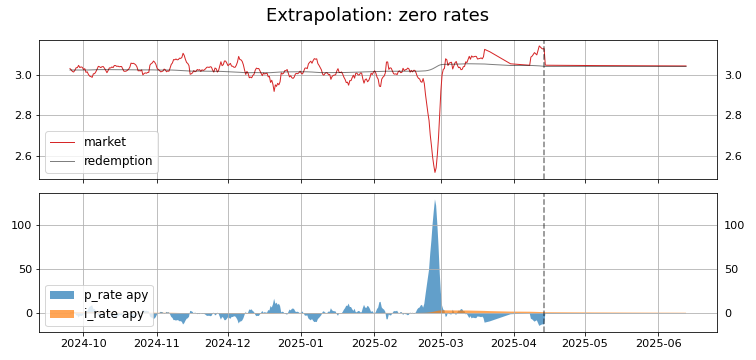 Extrapolation: zero rates
3.0 3.0
2.8 2.8
2.6 2.6
market
redemption
100 100
50 50
0 0
p_rate apy
i_rate apy
2024-10 2024-11 2024-12 2025-01 2025-02 2025-03 2025-04 2025-05 2025-06